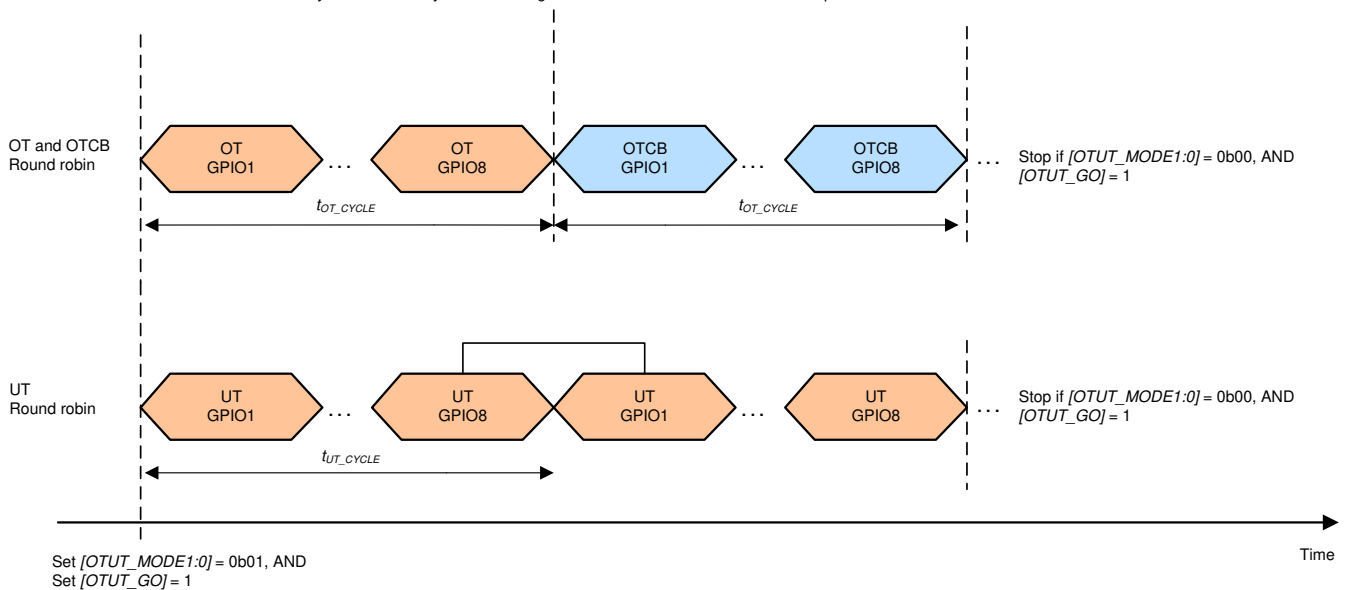 OT and OTCB
Round robin
OT
GPIO1
...
OT
GPIO8
OTCB
GPIO1
...
OTCB
GPIO8
...
Stop if [OTUT_MODE1:0] = 0b00, AND
[OTUT_GO] = 1
tOT_CYCLE
tOT_CYCLE
UT
Round robin
UT
GPIO1
...
UT
GPIO8
UT
GPIO1
...
UT
GPIO8
...
Stop if [OTUT_MODE1:0] = 0b00, AND
[OTUT_GO] = 1
tUT_CYCLE
Time
Set [OTUT_MODE1:0] = 0b01, AND
Set [OTUT_GO] = 1